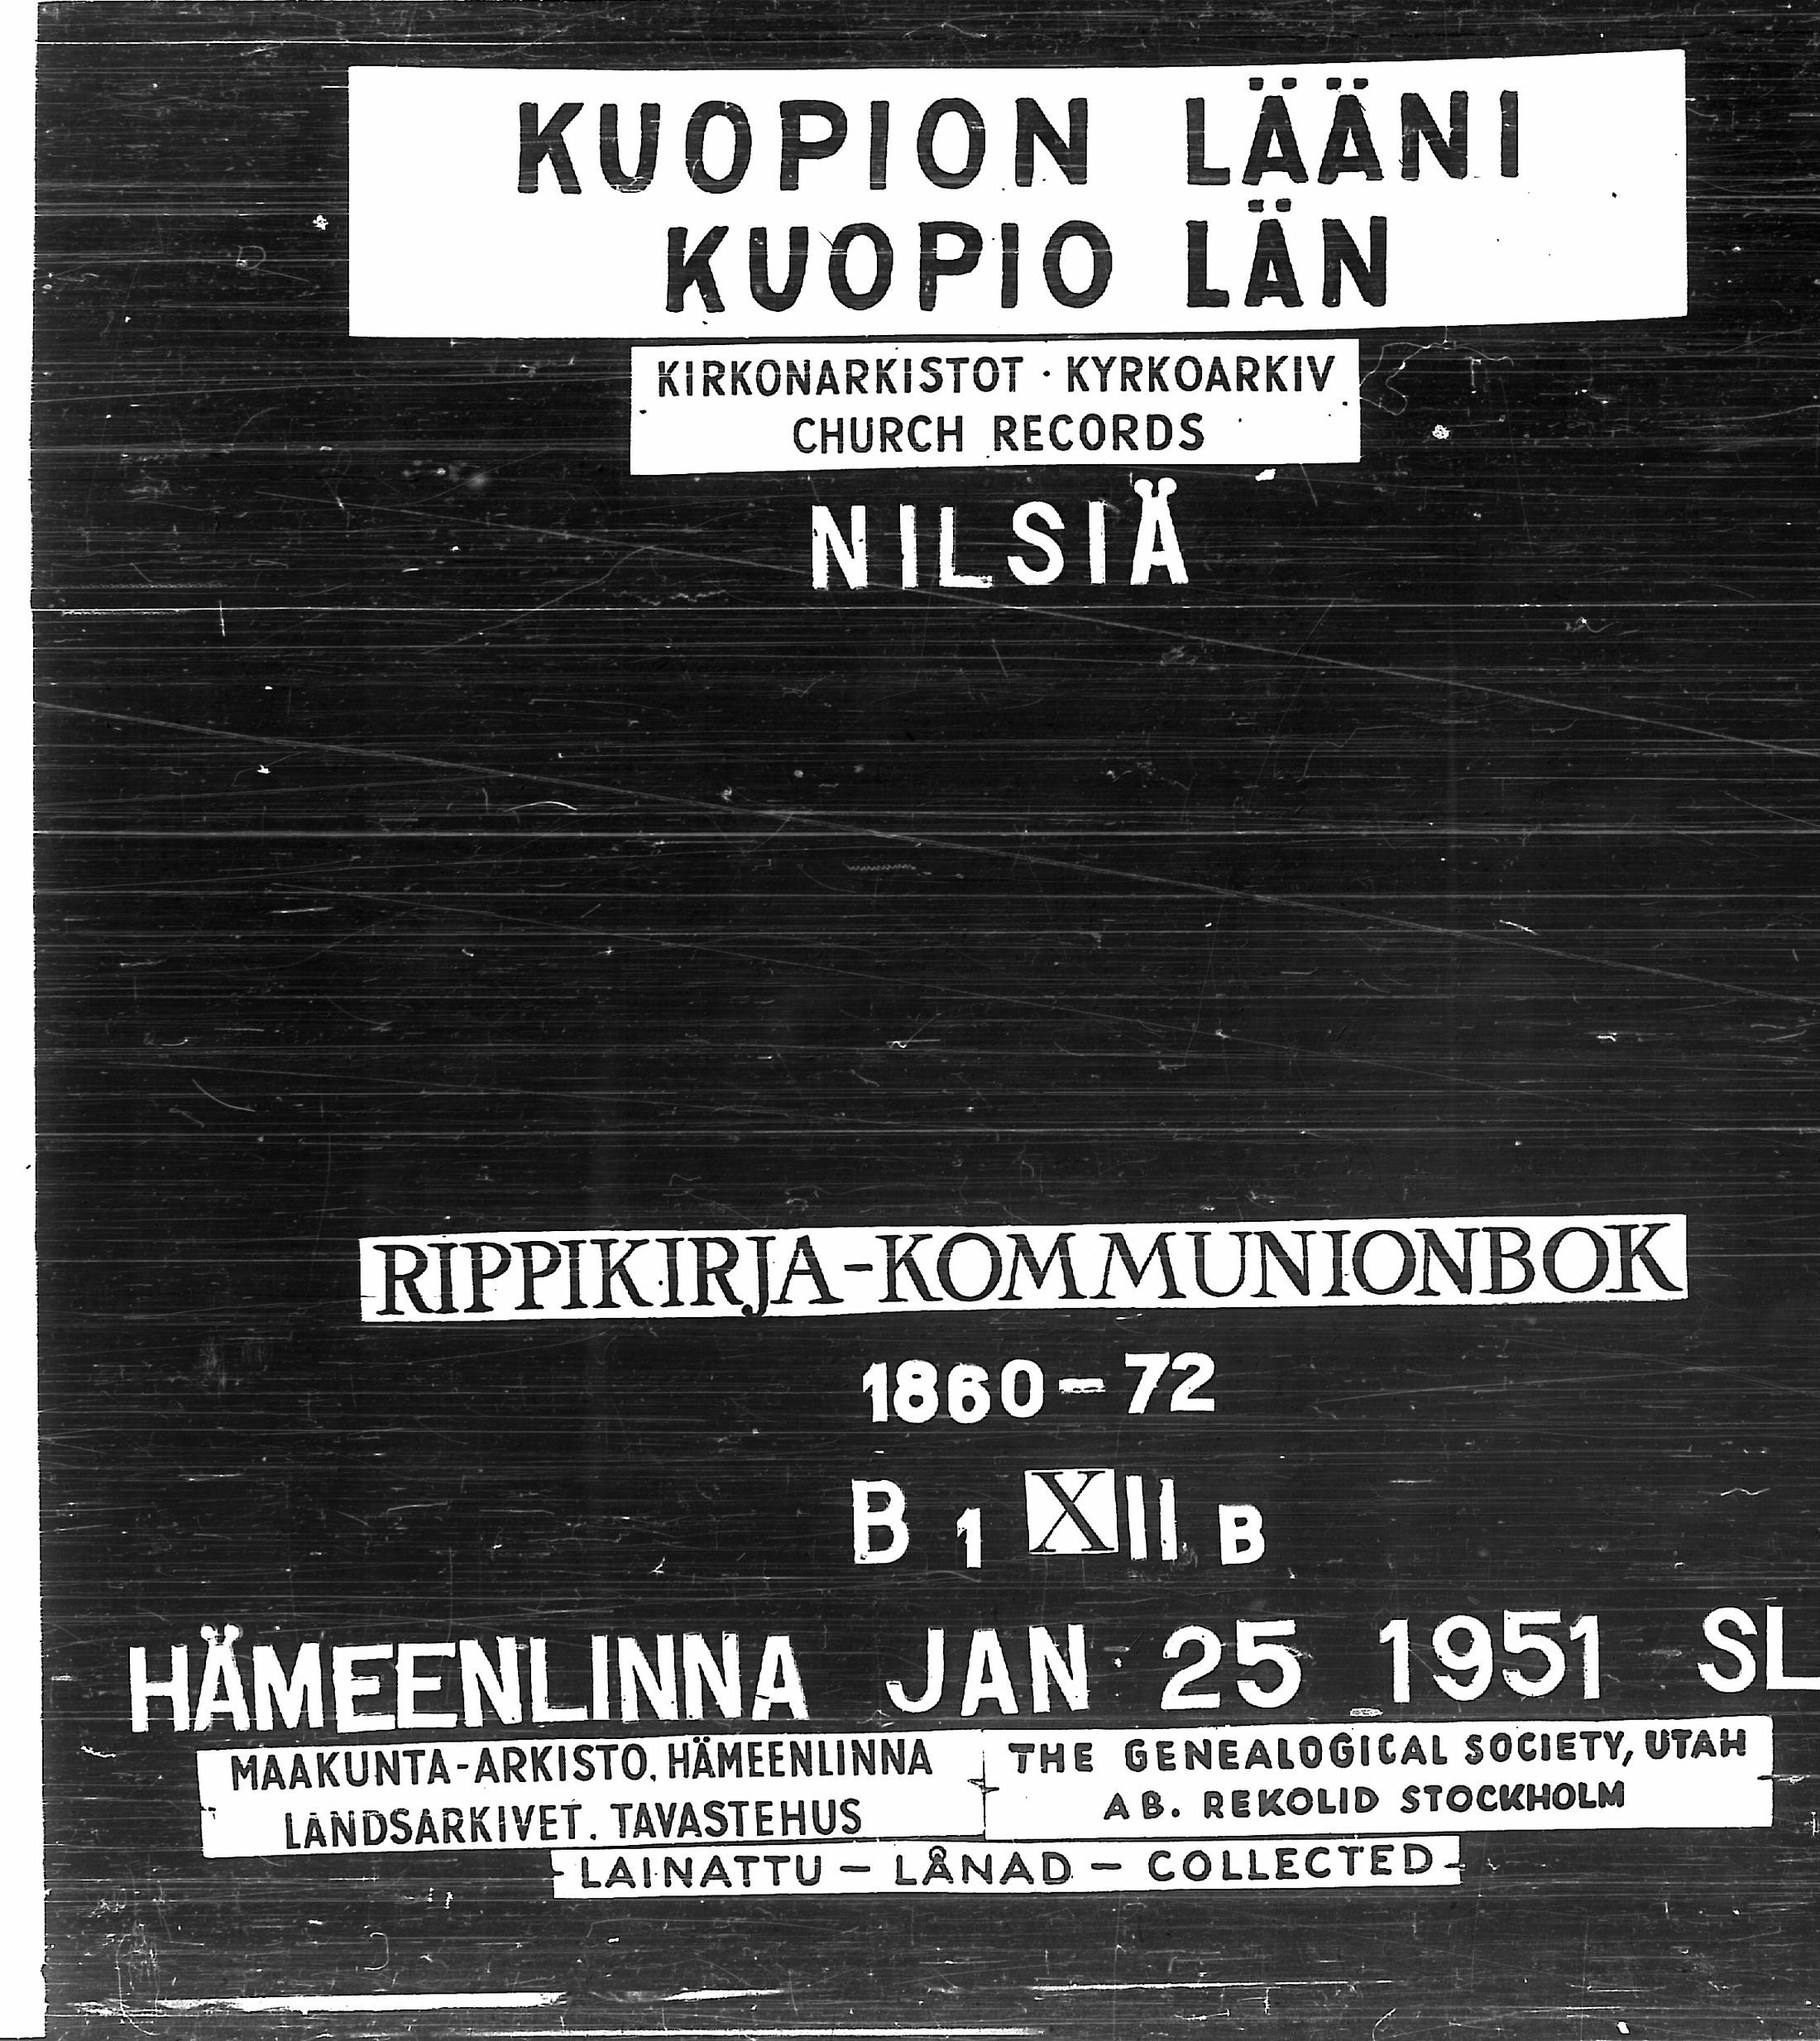 KUOPION LÄÄNI
KUOPIO LÄN
KIRKONARKISTOT · KYRKOARKIV
CHURCH RECORDS
NILSIÄ
RIPPIKIRJA-KOMMUNIONBOK
1860-72
B 1 XII B
HÄMEENLINNA JAN 25 1951 SL
MAAKUNTA-ARKISTO, HÄMEENLINNA
LANDSARKIVET. TAVASTEHUS
THE GENEALOGICAL SOCIETY, UTAH
AB. REKOLID STOCKHOLM
LAINATTU - LÅNAD - COLLECTED